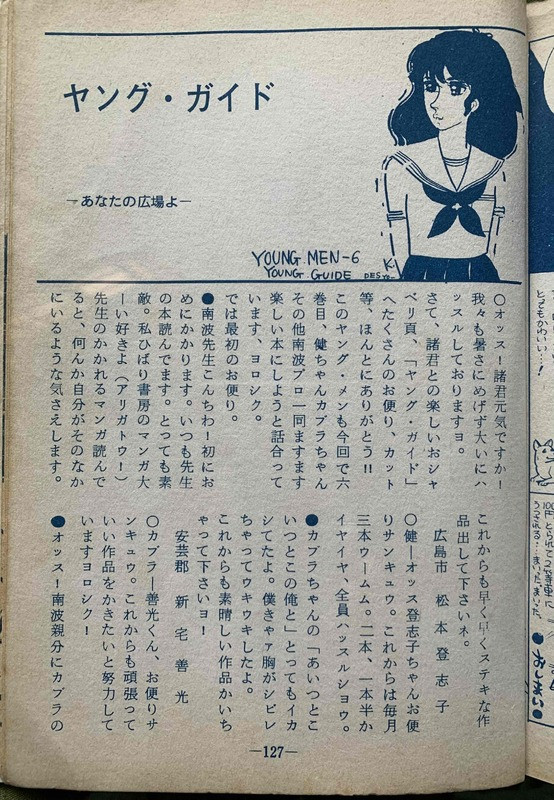 ヤング・ガイド
―あなたの広場よ―
YOUNG MEN-6
YOUNG GUIDE
〇オッス！諸君元気ですか！
我々も暑さにめげず大いにハ
ッスルしておりますヨ。
さて、諸君との楽しいおシャ
ベリ頁、「ヤング・ガイド」
へたくさんのお便り、カット
等、ほんとにありがとう!!
このヤング・メンも今回で六
巻目、健ちゃんカブラちゃん
その他南波プロ一同ますます
楽しい本にしようと話合って
います、ヨロシク。
では最初のお便り。
●南波先生こんちわ！初にお
めにかかります。いつも先生
の本読んでます。とっても素
敵。私ひばり書房のマンガ大
ーい好きよ（アリガトウ！）
先生のかかれるマンガ読んで
ると、何んか自分がそのなか
にいるような気さえします。
これからも早く早くステキな作
品出して下さいネ。
広島市 松本登志子
〇健―オッス登志子ちゃんお便
りサンキュウ。これからは毎月
三本ウームム。二本、一本半か
イヤイヤ、全員ハッスルショウ。
●カブラちゃんの「あいつとこ
いつとこの俺と」とってもイカ
シてたよ。僕きゃァ胸がシビレ
ちゃってウキウキしたよ。
これからも素晴しい作品かいち
ゃって下さいヨ！
安芸郡 新宅善光
〇カブラ―善光くん、お便りサ
ンキュウ。これからも頑張って
いい作品をかきたいと努力して
いますヨロシク！
●オッス！南波親分にカブラの
―127―
とってもかわいい…！
●おしまい●